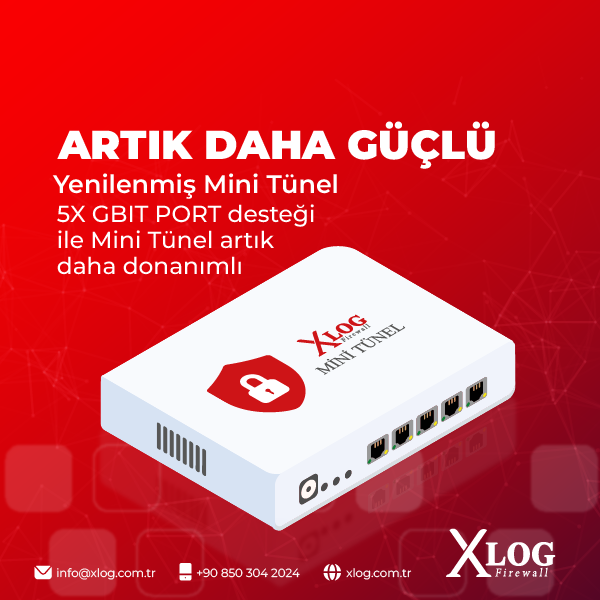 ARTIK DAHA GÜÇLÜ
Yenilenmiş Mini Tünel
5X GBIT PORT desteği
ile Mini Tünel artık
daha donanımlı
XLOG
Firewall
MİNİ TÜNEL
info@xlog.com.tr
+90 850 304 2024
xlog.com.tr
XLOG
Firewall